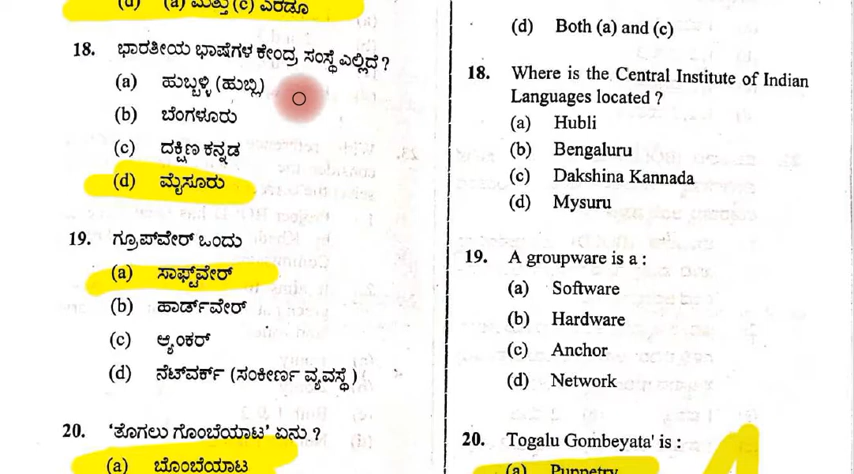 (d) (a) ಮತ್ತು (c) ಎರಡೂ
18. ಭಾರತೀಯ ಭಾಷೆಗಳ ಕೇಂದ್ರ ಸಂಸ್ಥೆ ಎಲ್ಲಿದೆ ?
(a) ಹುಬ್ಬಳ್ಳಿ (ಹುಬ್ಲಿ)
(b) ಬೆಂಗಳೂರು
(c) ದಕ್ಷಿಣ ಕನ್ನಡ
(d) ಮೈಸೂರು
19. ಗ್ರೂಪ್‌ವೇರ್ ಒಂದು
(a) ಸಾಫ್ಟ್‌ವೇರ್
(b) ಹಾರ್ಡ್‌ವೇರ್
(c) ಆ್ಯಂಕರ್
(d) ನೆಟ್‌ವರ್ಕ್ (ಸಂಕೀರ್ಣ ವ್ಯವಸ್ಥೆ)
20. 'ತೊಗಲು ಗೊಂಬೆಯಾಟ' ಏನು ?
(a) ಬೊಂಬೆಯಾಟ
(d) Both (a) and (c)
18. Where is the Central Institute of Indian
Languages located ?
(a) Hubli
(b) Bengaluru
(c) Dakshina Kannada
(d) Mysuru
19. A groupware is a :
(a) Software
(b) Hardware
(c) Anchor
(d) Network
20. Togalu Gombeyata' is :
(a) Puppetry